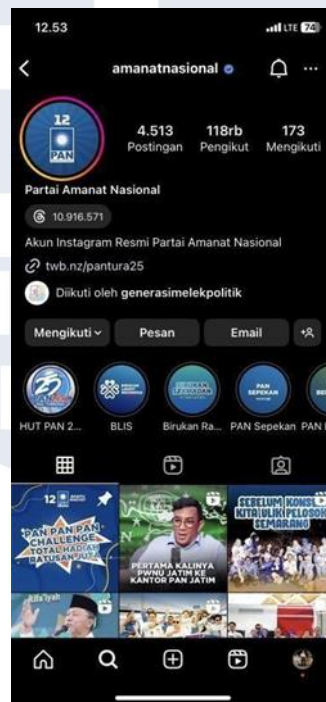 12.53
LTE 74
amanatnasional
12
PAN
4.513 118rb 173
Postingan Pengikut Mengikuti
Partai Amanat Nasional
10.916.571
Akun Instagram Resmi Partai Amanat Nasional
twb.nz/pantura25
Diikuti oleh generasimelekpolitik
Mengikuti Pesan Email
PAN SEPEKAN
HUT PAN 2... BLIS Birukan Ra... PAN Sepekan PAN
12
PAN PAN PAN
CHALLENGE
TOTAL HADIAH
RATUSAN JUTA
PERTAMA KALINYA
PWNU JATIM KE
KANTOR PAN JATIM
SEBELUM KONSER
KITA ULIK PELOSOK
SEMARANG